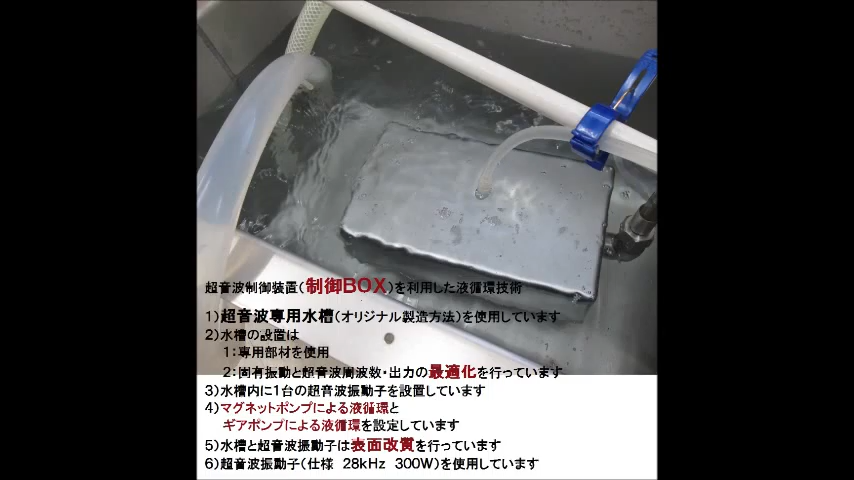 超音波制御装置(制御BOX)を利用した液循環技術
1)超音波専用水槽(オリジナル製造方法)を使用しています
2)水槽の設置は
1:専用部材を使用
2:固有振動と超音波周波数・出力の最適化を行っています
3)水槽内に1台の超音波振動子を設置しています
4)マグネットポンプによる液循環と
ギアポンプによる液循環を設定しています
5)水槽と超音波振動子は表面改質を行っています
6)超音波振動子(仕様 28kHz 300W)を使用しています